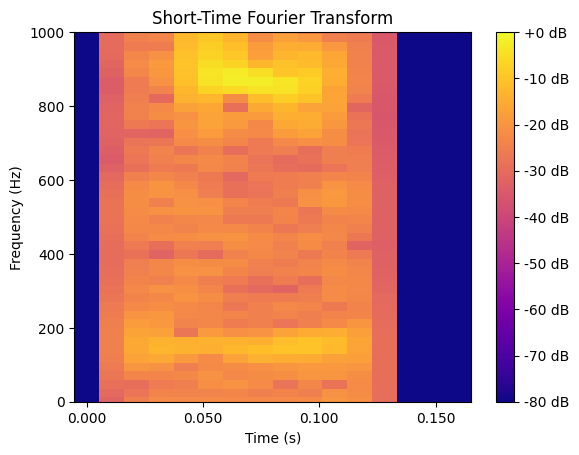 Short-Time Fourier Transform
1000
800
600
400
200
0
Frequency (Hz)
0.000
0.050
0.100
0.150
Time (s)
+0 dB
-10 dB
-20 dB
-30 dB
-40 dB
-50 dB
-60 dB
-70 dB
-80 dB